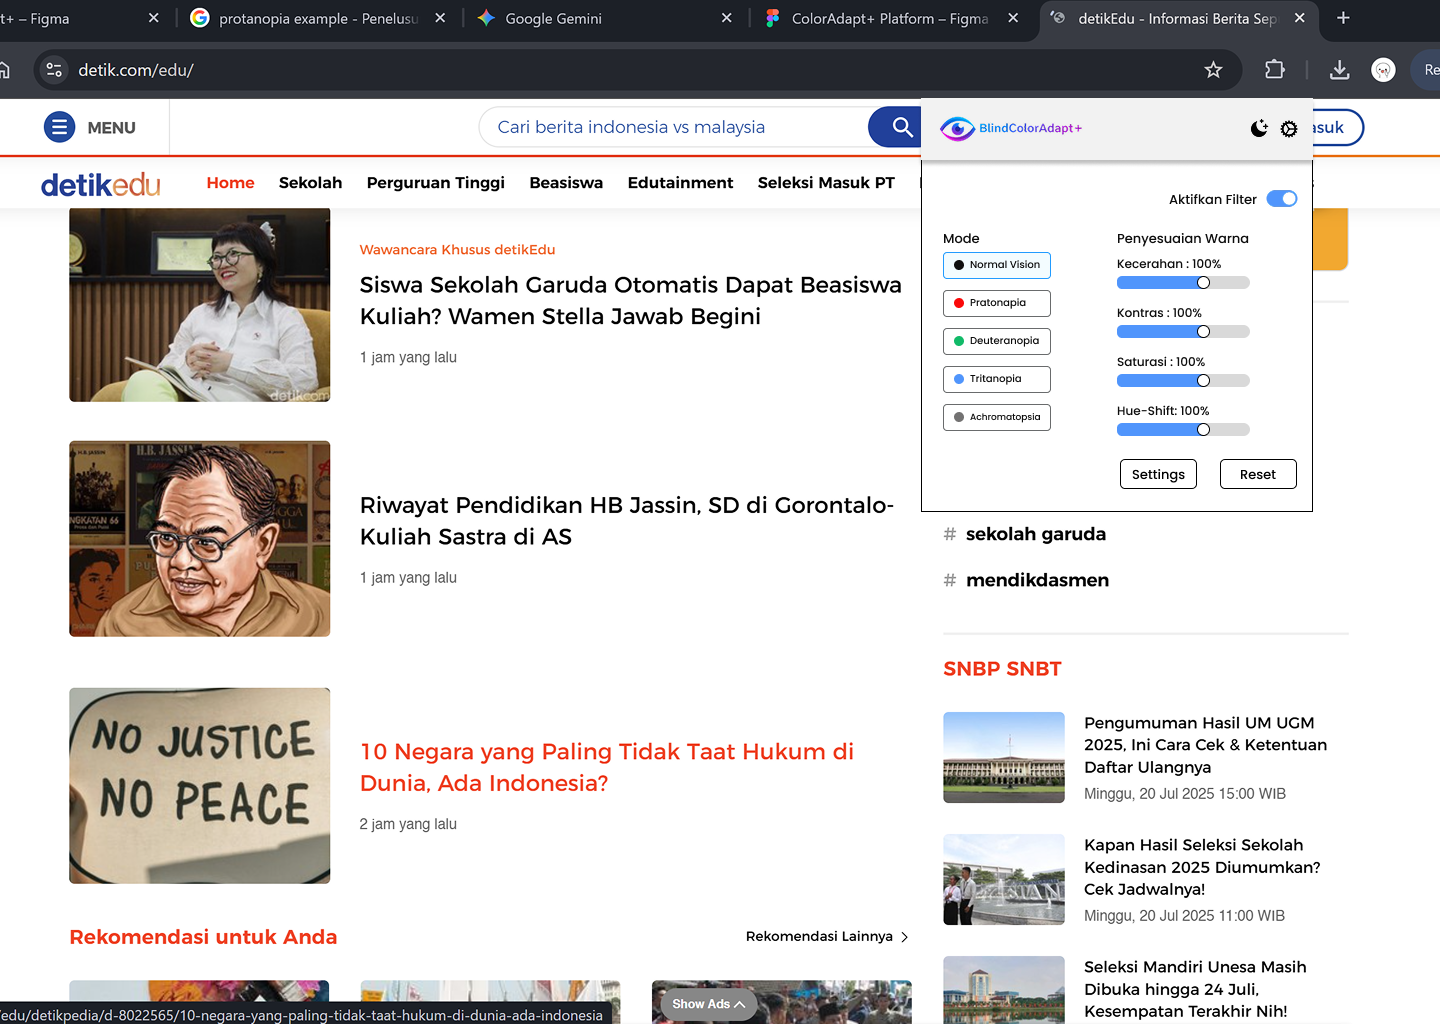 t+ – Figma
protanopia example - Penelusu
Google Gemini
ColorAdapt+ Platform – Figma
detikEdu - Informasi Berita Sep
detik.com/edu/
Re
MENU
Cari berita indonesia vs malaysia
asuk
BlindColorAdapt+
detikedu
Home
Sekolah
Perguruan Tinggi
Beasiswa
Edutainment
Seleksi Masuk PT
Aktifkan Filter
Mode
Normal Vision
Pratonapia
Deuteranopia
Tritanopia
Achromatopsia
Penyesuaian Warna
Kecerahan : 100%
Kontras : 100%
Saturasi : 100%
Hue-Shift: 100%
Settings
Reset
Wawancara Khusus detikEdu
Siswa Sekolah Garuda Otomatis Dapat Beasiswa
Kuliah? Wamen Stella Jawab Begini
1 jam yang lalu
detikcom
H.B. JASSIN
H.B. JASSIN
ANGKATAN 66
Riwayat Pendidikan HB Jassin, SD di Gorontalo-
Kuliah Sastra di AS
1 jam yang lalu
NO JUSTICE
NO PEACE
10 Negara yang Paling Tidak Taat Hukum di
Dunia, Ada Indonesia?
2 jam yang lalu
# sekolah garuda
# mendikdasmen
SNBP SNBT
Pengumuman Hasil UM UGM
2025, Ini Cara Cek & Ketentuan
Daftar Ulangnya
Minggu, 20 Jul 2025 15:00 WIB
Kapan Hasil Seleksi Sekolah
Kedinasan 2025 Diumumkan?
Cek Jadwalnya!
Minggu, 20 Jul 2025 11:00 WIB
Seleksi Mandiri Unesa Masih
Dibuka hingga 24 Juli,
Kesempatan Terakhir Nih!
Rekomendasi untuk Anda
Rekomendasi Lainnya
Show Ads
/edu/detikpedia/d-8022565/10-negara-yang-paling-tidak-taat-hukum-di-dunia-ada-indonesia